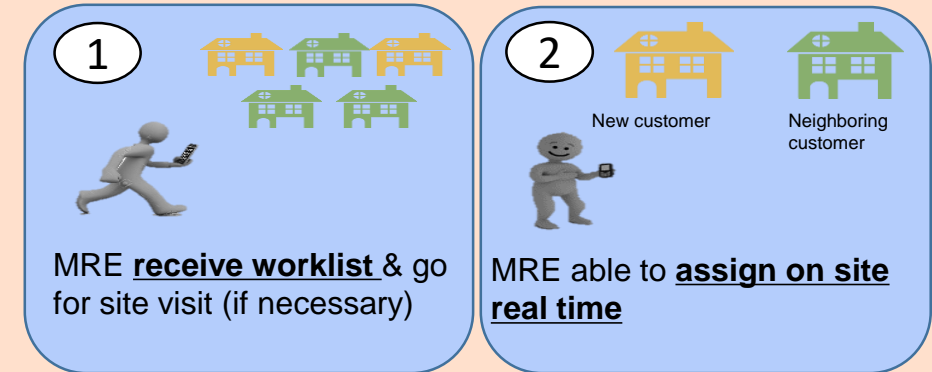 1
MRE receive worklist & go
for site visit (if necessary)
2
New customer
Neighboring
customer
MRE able to assign on site
real time